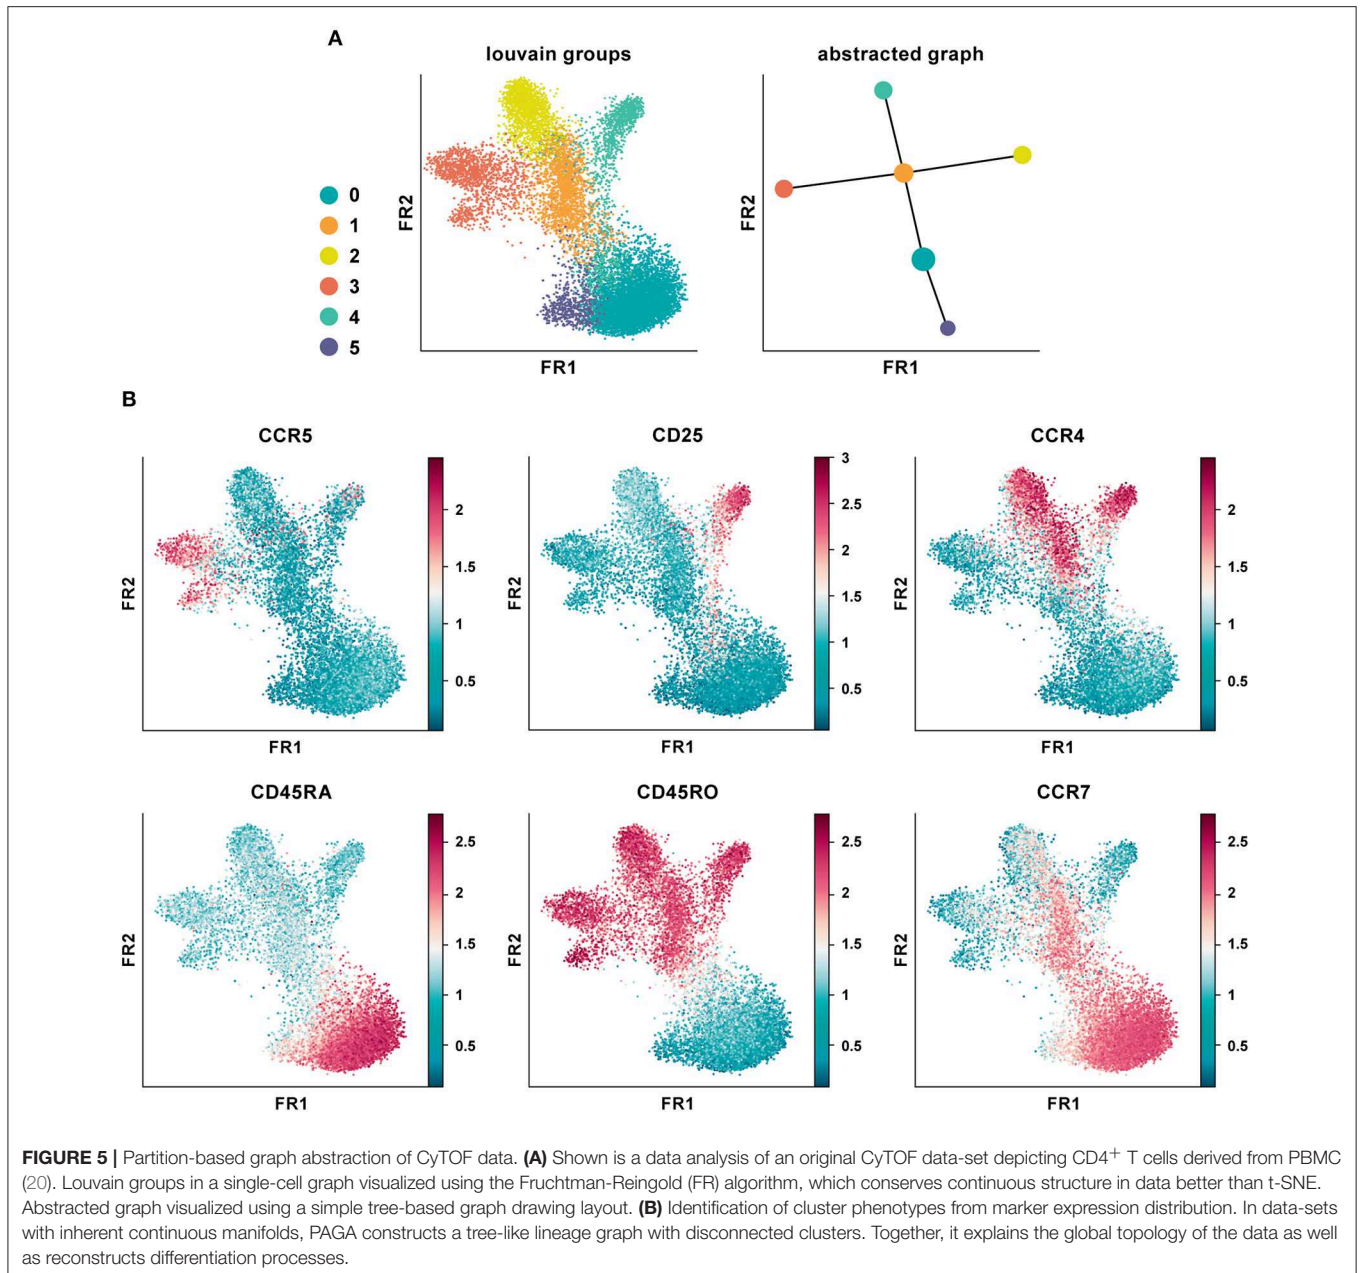 A
louvain groups
abstracted graph
0
1
2
3
4
5
FR2
FR1
FR2
FR1
B
CCR5
CD25
CCR4
FR2
FR1
2
1.5
1
0.5
FR2
FR1
3
2.5
2
1.5
1
0.5
FR2
FR1
2
1.5
1
0.5
CD45RA
CD45RO
CCR7
FR2
FR1
2.5
2
1.5
1
0.5
FR2
FR1
2.5
2
1.5
1
0.5
FR2
FR1
2.5
2
1.5
1
0.5
FIGURE 5 | Partition-based graph abstraction of CyTOF data. (A) Shown is a data analysis of an original CyTOF data-set depicting CD4+ T cells derived from PBMC
(20). Louvain groups in a single-cell graph visualized using the Fruchtman-Reingold (FR) algorithm, which conserves continuous structure in data better than t-SNE.
Abstracted graph visualized using a simple tree-based graph drawing layout. (B) Identification of cluster phenotypes from marker expression distribution. In data-sets
with inherent continuous manifolds, PAGA constructs a tree-like lineage graph with disconnected clusters. Together, it explains the global topology of the data as well
as reconstructs differentiation processes.